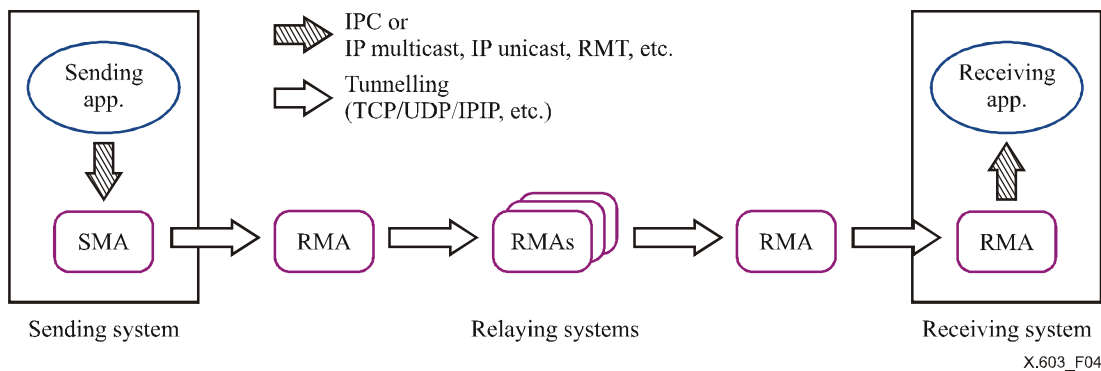 IPC or
IP multicast, IP unicast, RMT, etc.
Tunnelling
(TCP/UDP/IPIP, etc.)
Sending
app.
Receiving
app.
SMA
RMA
RMAs
RMA
RMA
Sending system
Relaying systems
Receiving system
X.603_F04